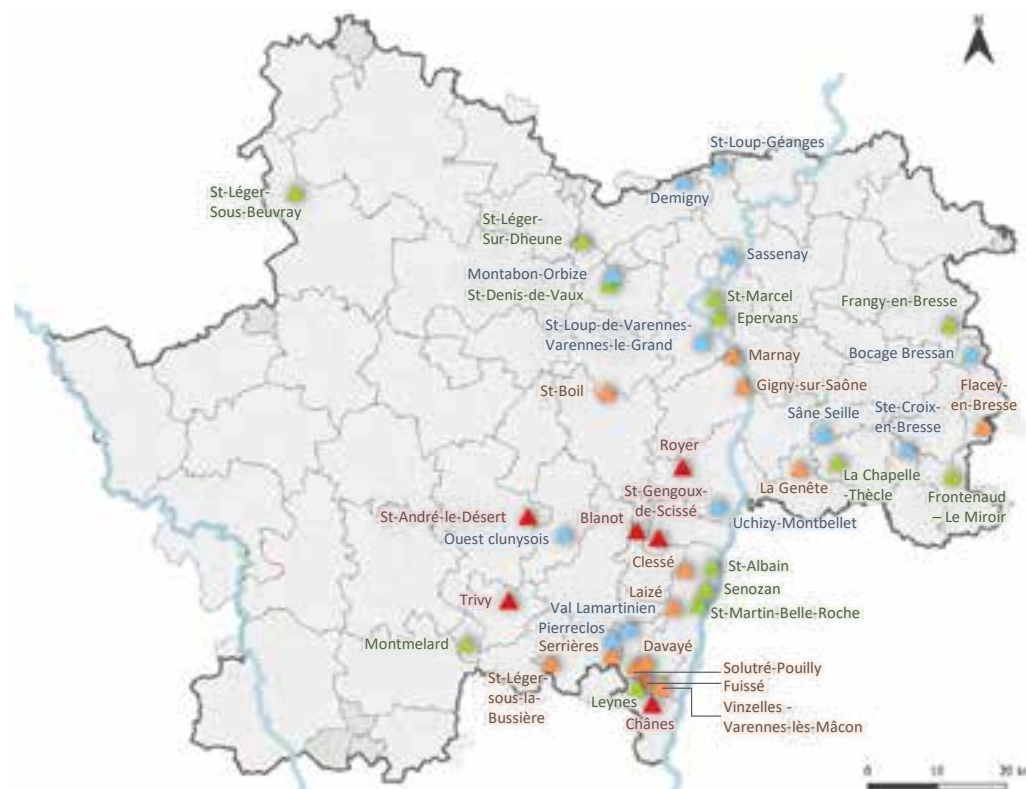 N
St-Loup-Géanges
Demigny
St-Léger-
Sous-Beuvray
St-Léger-
Sur-Dheune
Sassenay
Montabon-Orbize
St-Denis-de-Vaux
St-Marcel
Epervans
Frangy-en-Bresse
St-Loup-de-Varennes-
Varennes-le-Grand
Marnay
Bocage Bressan
St-Boil
Gigny-sur-Saône
Flacey-
en-Bresse
Sâne Seille
Ste-Croix-
en-Bresse
Royer
La Genête
La Chapelle
-Thècle
Frontenaud
– Le Miroir
St-Gengoux-
de-Scissé
St-André-le-Désert
Blanot
Uchizy-Montbellet
Ouest clunysois
Clessé
St-Albain
Laizé
Senozan
Trivy
Val Lamartinien
St-Martin-Belle-Roche
Pierreclos
Montmelard
Serrières
Davayé
Solutré-Pouilly
St-Léger-
sous-la-
Bussière
Fuissé
Leynes
Vinzelles -
Varennes-lès-Mâcon
Chânes
0 10 20 km